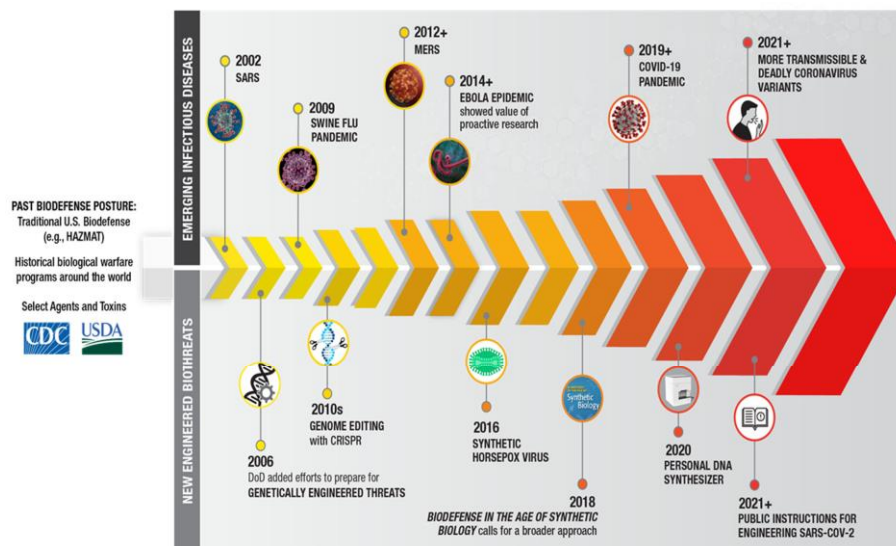 EMERGING INFECTIOUS DISEASES
2002
SARS
2009
SWINE FLU
PANDEMIC
2012+
MERS
2014+
EBOLA EPIDEMIC
showed value of
proactive research
2019+
COVID-19
PANDEMIC
2021+
MORE TRANSMISSIBLE &
DEADLY CORONAVIRUS
VARIANTS
PAST BIODEFENSE POSTURE:
Traditional U.S. Biodefense
(e.g., HAZMAT)
Historical biological warfare
programs around the world
Select Agents and Toxins
CDC
USDA
NEW ENGINEERED BIOTHREATS
2006
DoD added efforts to prepare for
GENETICALLY ENGINEERED THREATS
2010s
GENOME EDITING
with CRISPR
2016
SYNTHETIC
HORSEPOX VIRUS
Synthetic
Biology
2018
BIODEFENSE IN THE AGE OF SYNTHETIC
BIOLOGY calls for a broader approach
2020
PERSONAL DNA
SYNTHESIZER
2021+
PUBLIC INSTRUCTIONS FOR
ENGINEERING SARS-COV-2